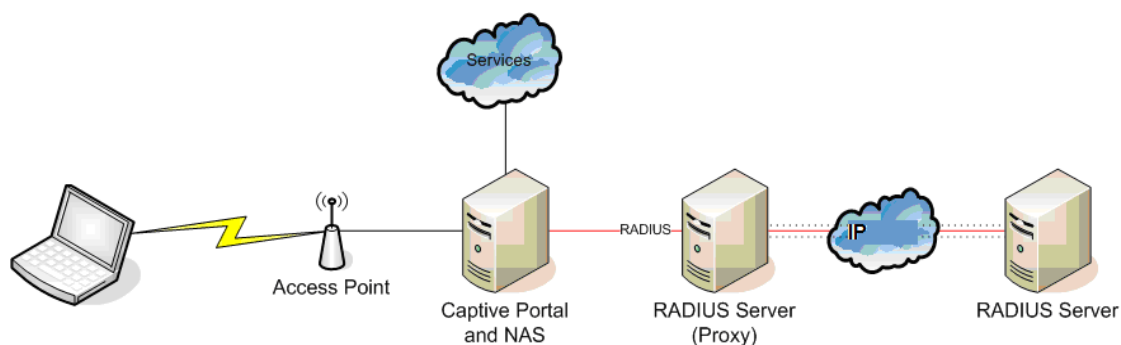 Services
RADIUS
IP
Access Point
Captive Portal
and NAS
RADIUS Server
(Proxy)
RADIUS Server